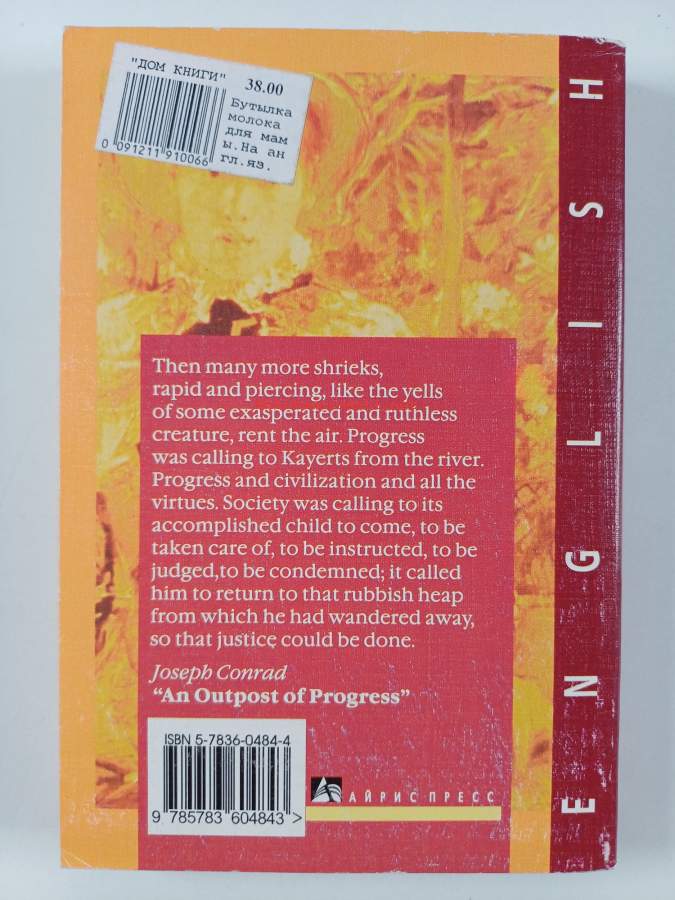 "ДОМ КНИГИ"
38.00
Бутылка
молока
для мам
ы.На ан
гл.яз.
0 091211 910066
ENGLISH
Then many more shrieks,
rapid and piercing, like the yells
of some exasperated and ruthless
creature, rent the air. Progress
was calling to Kayerts from the river.
Progress and civilization and all the
virtues. Society was calling to its
accomplished child to come, to be
taken care of, to be instructed, to be
judged,to be condemned; it called
him to return to that rubbish heap
from which he had wandered away,
so that justice could be done.
Joseph Conrad
“An Outpost of Progress”
ISBN 5-7836-0484-4
9 785783 604843 >
АЙРИС ПРЕСС